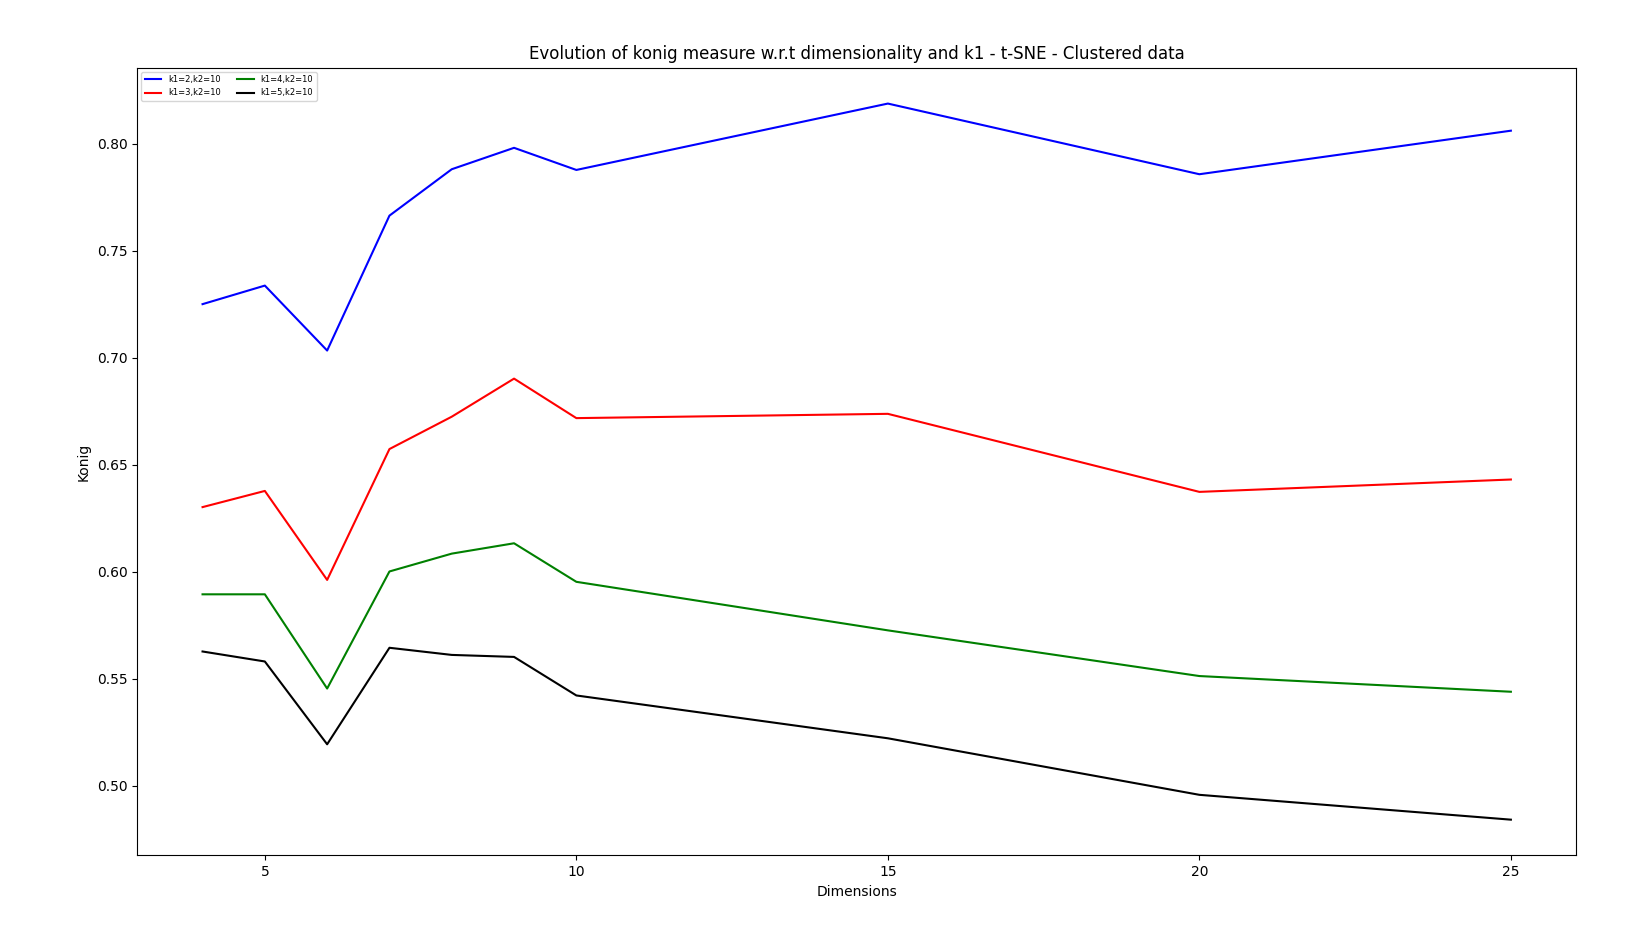 Evolution of konig measure w.r.t dimensionality and k1 - t-SNE - Clustered data
k1=2,k2=10 k1=4,k2=10
k1=3,k2=10 k1=5,k2=10
0.80
0.75
0.70
0.65
0.60
0.55
0.50
Konig
5 10 15 20 25
Dimensions